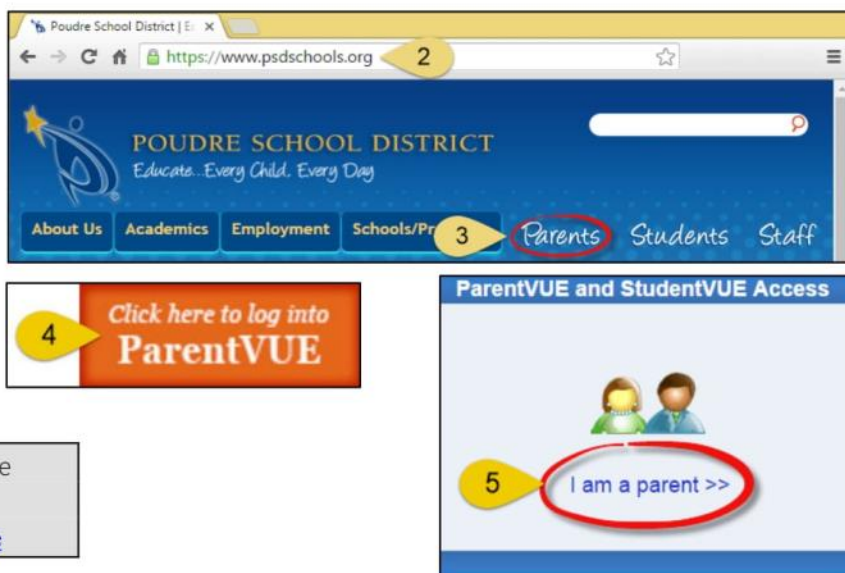 Poudre School District | E
https://www.psdschools.org
2
POUDRE SCHOOL DISTRICT
Educate...Every Child, Every Day
About Us Academics Employment Schools/Pr
3
Parents Students Staff
4
Click here to log into
ParentVUE
ParentVUE and StudentVUE Access
5
I am a parent >>